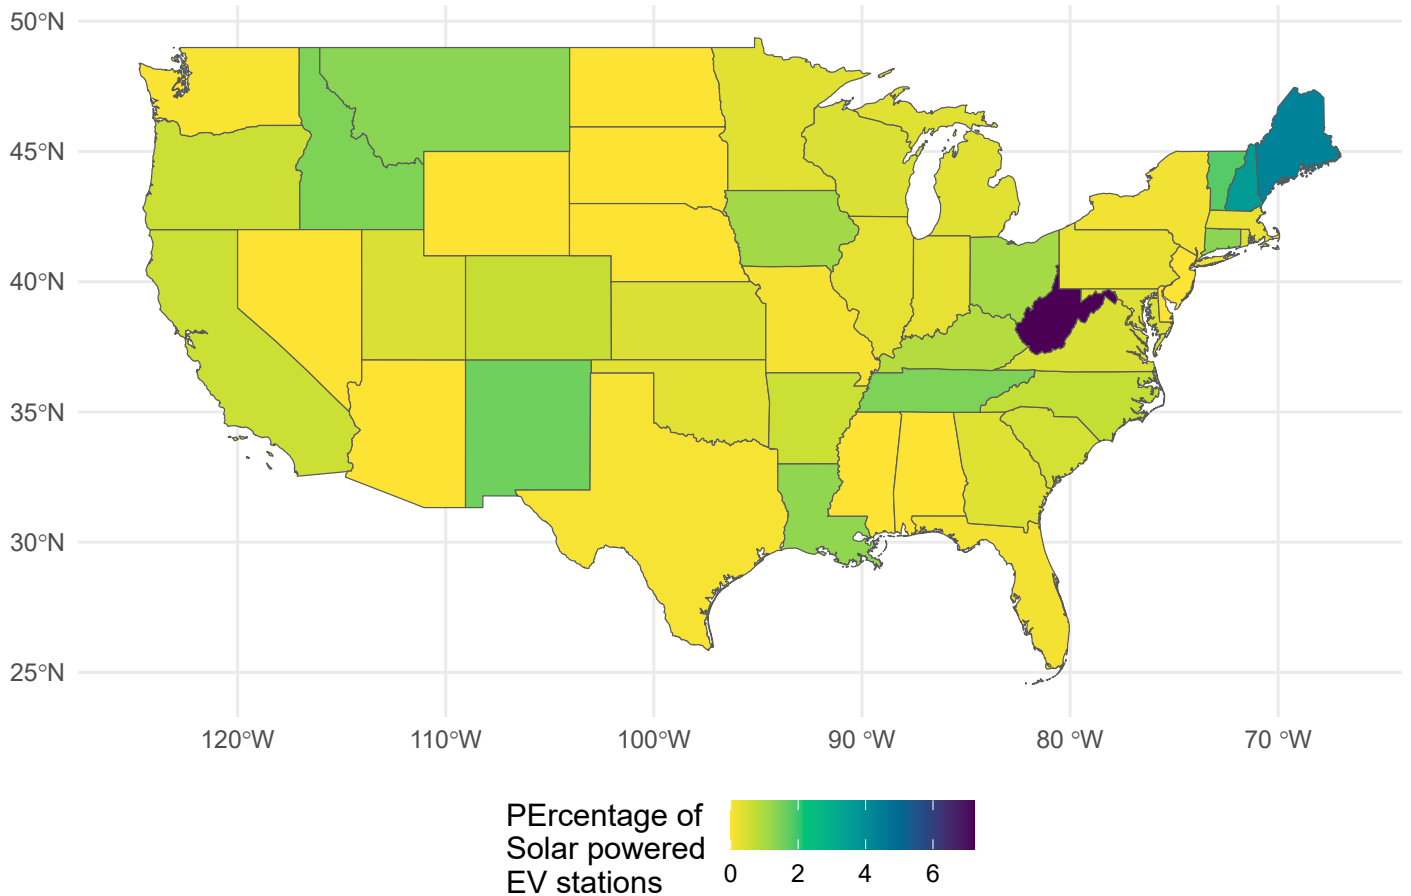 50°N
45°N
40°N
35°N
30°N
25°N
120°W 110°W 100°W 90 °W 80 °W 70 °W
PErcentage of
Solar powered
EV stations
0 2 4 6